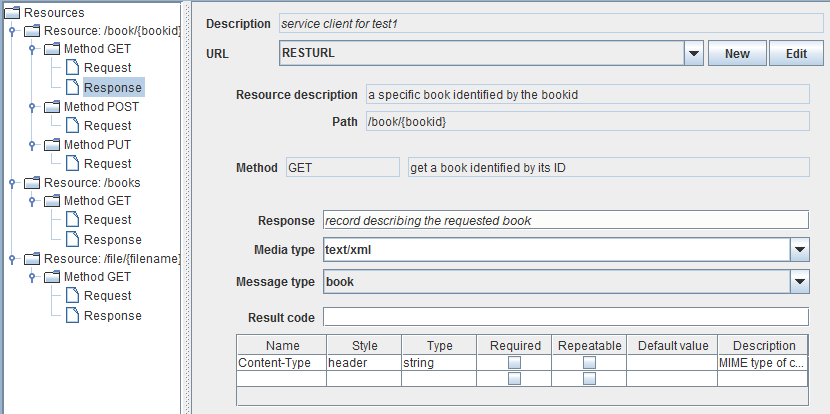 Resources
Resource: /book/{bookid}
Method GET
Request
Response
Method POST
Request
Method PUT
Request
Resource: /books
Method GET
Request
Response
Resource: /file/{filename}
Method GET
Request
Response
Description service client for test1
URL RESTURL New Edit
Resource description a specific book identified by the bookid
Path /book/{bookid}
Method GET get a book identified by its ID
Response record describing the requested book
Media type text/xml
Message type book
Result code
Name Style Type Required Repeatable Default value Description
Content-Type header string MIME type of c...